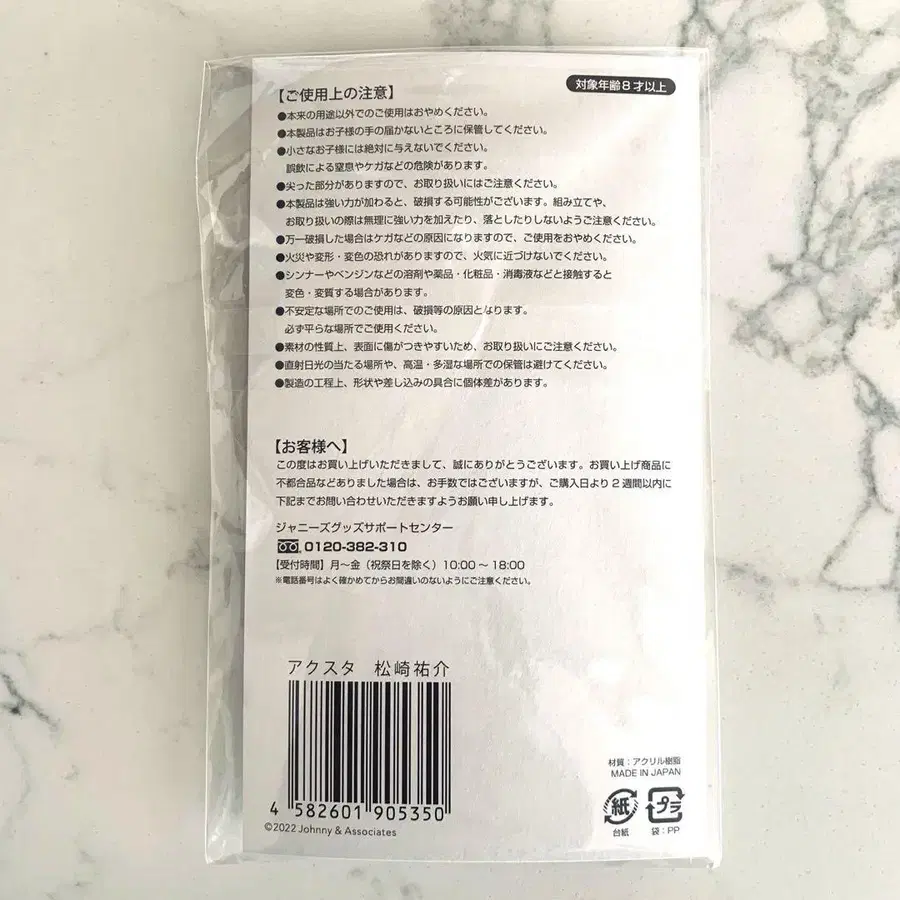 対象年齢8才以上
【ご使用上の注意】
●本来の用途以外でのご使用はおやめください。
●本製品はお子様の手の届かないところに保管してください。
●小さなお子様には絶対に与えないでください。
誤飲による窒息やケガなどの危険があります。
●尖った部分がありますので、お取り扱いにはご注意ください。
●本製品は強い力が加わると、破損する可能性がございます。組み立てや、
お取り扱いの際は無理に強い力を加えたり、落としたりしないようご注意ください。
●万一破損した場合はケガなどの原因になりますので、ご使用をおやめください。
●火災や変形・変色の恐れがありますので、火気に近づけないでください。
●シンナーやベンジンなどの溶剤や薬品・化粧品・消毒液などと接触すると
変色・変質する場合があります。
●不安定な場所でのご使用は、破損等の原因となります。
必ず平らな場所でご使用ください。
●素材の性質上、表面に傷がつきやすいため、お取り扱いにご注意ください。
●直射日光の当たる場所や、高温・多湿な場所での保管は避けてください。
●製造の工程上、形状や差し込みの具合に個体差があります。
【お客様へ】
この度はお買い上げいただきまして、誠にありがとうございます。お買い上げ商品に
不都合品などありました場合は、お手数ではございますが、ご購入日より2週間以内に
下記までお問い合わせいただきますようお願い申し上げます。
ジャニーズグッズサポートセンター
0120-382-310
【受付時間】月〜金（祝祭日を除く）10:00〜18:00
※電話番号はよく確かめてからお間違いのないようにご注意ください。
アクスタ 松崎祐介
4 582601 905350
©2022 Johnny & Associates
材質：アクリル樹脂
MADE IN JAPAN
紙 プラ
台紙 袋：PP